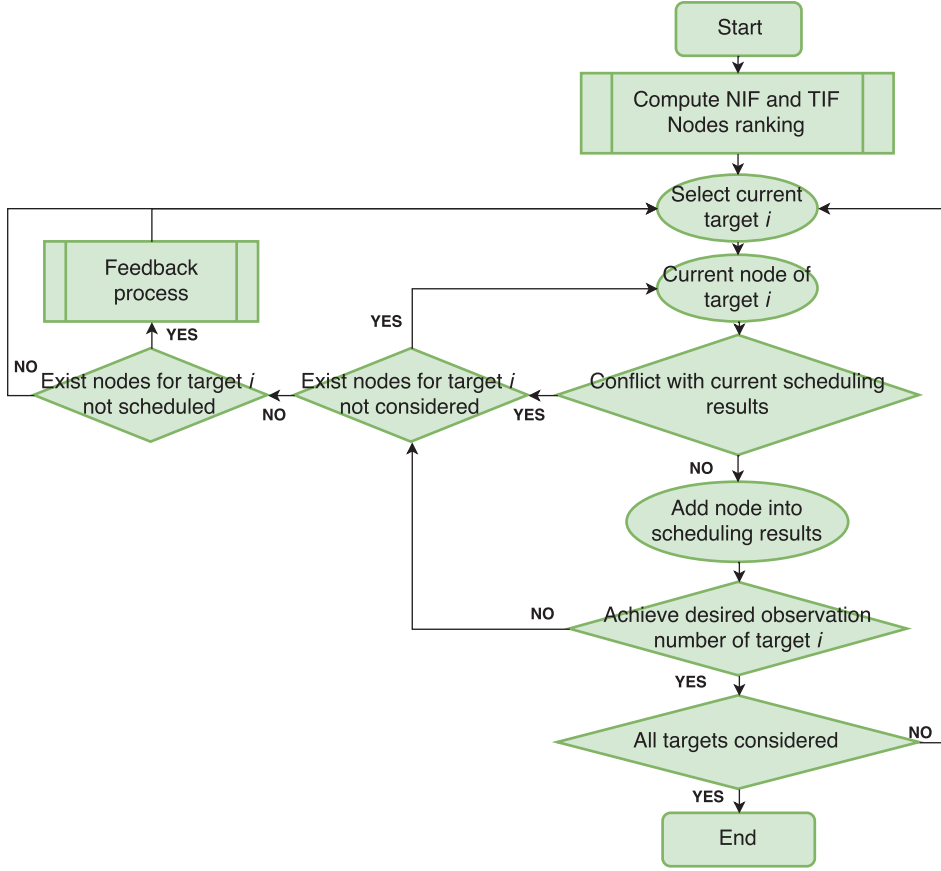 Start
Compute NIF and TIF
Nodes ranking
Select current
target i
Feedback
process
Current node of
target i
YES
YES
NO
Exist nodes for target i
not scheduled
NO
Exist nodes for target i
not considered
YES
Conflict with current scheduling
results
NO
Add node into
scheduling results
NO
Achieve desired observation
number of target i
YES
All targets considered
NO
YES
End